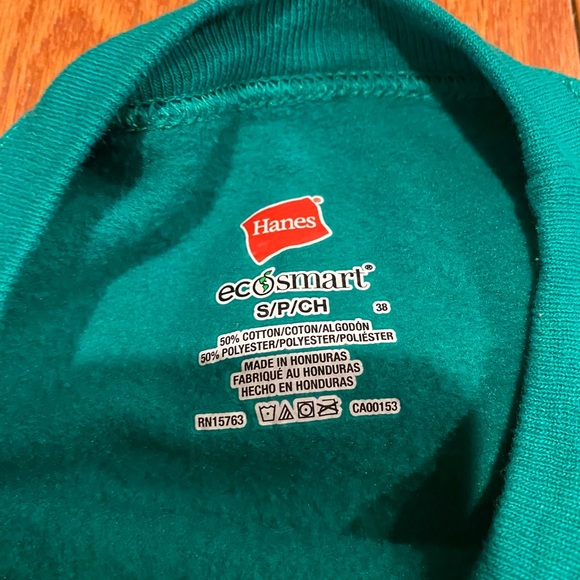 Hanes®
ecosmart®
S/P/CH 38
50% COTTON/COTON/ALGODÓN
50% POLYESTER/POLYESTER/POLIÉSTER
MADE IN HONDURAS
FABRIQUÉ AU HONDURAS
HECHO EN HONDURAS
RN15763 CA00153